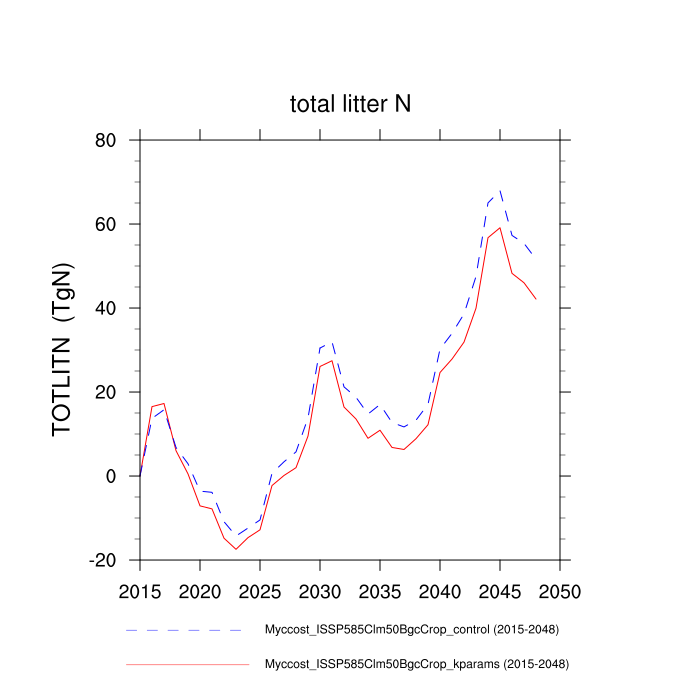 total litter N
TOTLITN (TgN)
80
60
40
20
0
-20
2015 2020 2025 2030 2035 2040 2045 2050
Myccost_ISSP585Clm50BgcCrop_control (2015-2048)
Myccost_ISSP585Clm50BgcCrop_kparams (2015-2048)